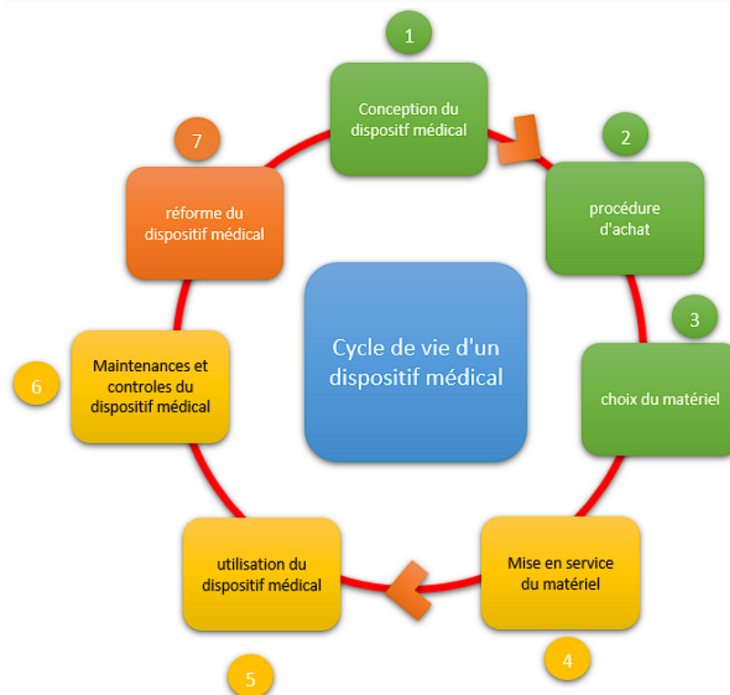 1
Conception du
dispositf médical
2
procédure
d'achat
3
choix du matériel
4
Mise en service
du matériel
5
utilisation du
dispositif médical
6
Maintenances et
controles du
dispositif médical
7
réforme du
dispositif médical
Cycle de vie d'un
dispositif médical